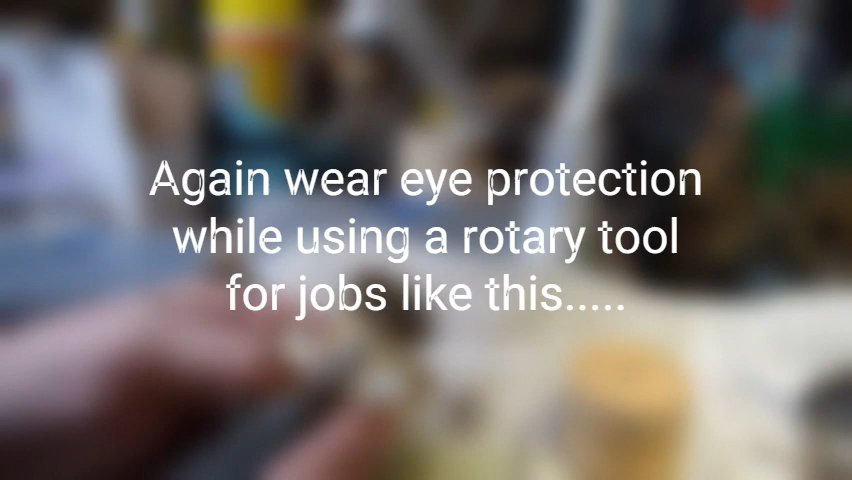 Again wear eye protection
while using a rotary tool
for jobs like this.....